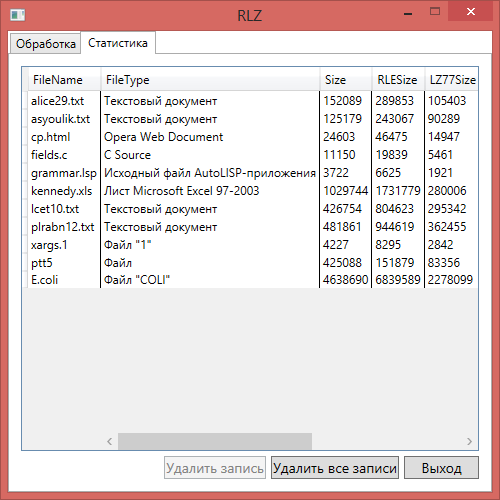 RLZ
Обработка Статистика
FileName FileType Size RLESize LZ77Size
alice29.txt Текстовый документ 152089 289853 105403
asyoulik.txt Текстовый документ 125179 243067 90289
cp.html Opera Web Document 24603 46475 14947
fields.c C Source 11150 19839 5461
grammar.lsp Исходный файл AutoLISP-приложения 3722 6625 1921
kennedy.xls Лист Microsoft Excel 97-2003 1029744 1731779 280006
lcet10.txt Текстовый документ 426754 804623 295342
plrabn12.txt Текстовый документ 481861 944619 362455
xargs.1 Файл "1" 4227 8295 2842
ptt5 Файл 425088 151879 83356
E.coli Файл "COLI" 4638690 6839589 2278099
Удалить запись Удалить все записи Выход